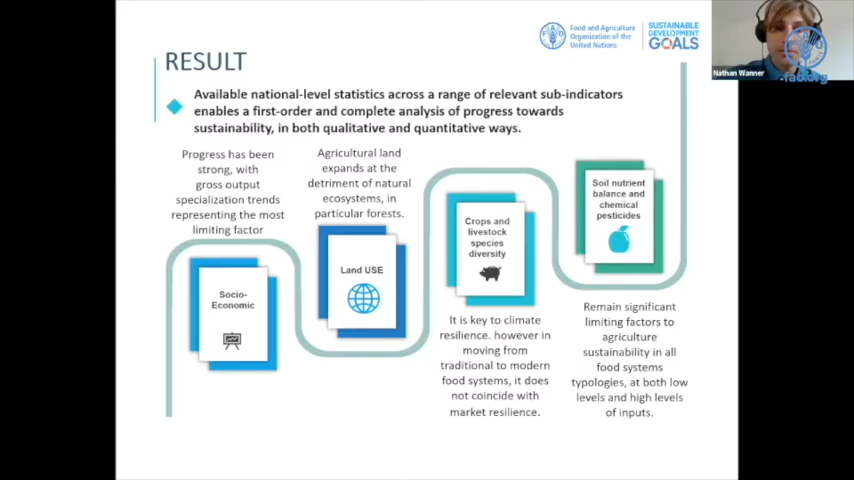 Food and Agriculture
Organization of the
United Nations
SUSTAINABLE
DEVELOPMENT
GOALS
Nathan Wanner
fao.org
RESULT
Available national-level statistics across a range of relevant sub-indicators
enables a first-order and complete analysis of progress towards
sustainability, in both qualitative and quantitative ways.
Progress has been
strong, with
gross output
specialization trends
representing the most
limiting factor
Socio-
Economic
Agricultural land
expands at the
detriment of natural
ecosystems, in
particular forests.
Land USE
Crops and
livestock
species
diversity
It is key to climate
resilience. however in
moving from
traditional to modern
food systems, it does
not coincide with
market resilience.
Soil nutrient
balance and
chemical
pesticides
Remain significant
limiting factors to
agriculture
sustainability in all
food systems
typologies, at both low
levels and high levels
of inputs.